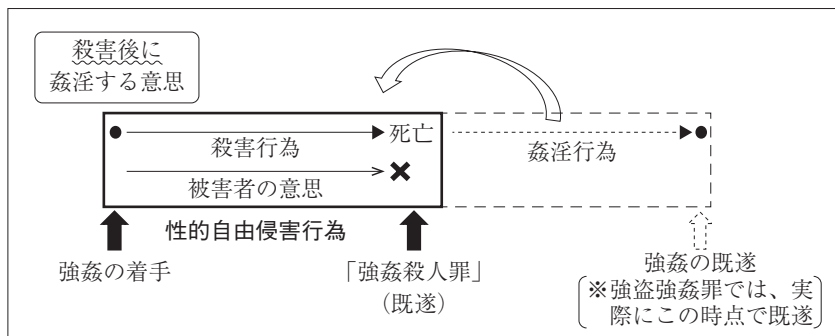 殺害後に
姦淫する意思
死亡
殺害行為
姦淫行為
被害者の意思
性的自由侵害行為
強姦の着手
「強姦殺人罪」
(既遂)
強姦の既遂
※強盗強姦罪では、実
際にこの時点で既遂